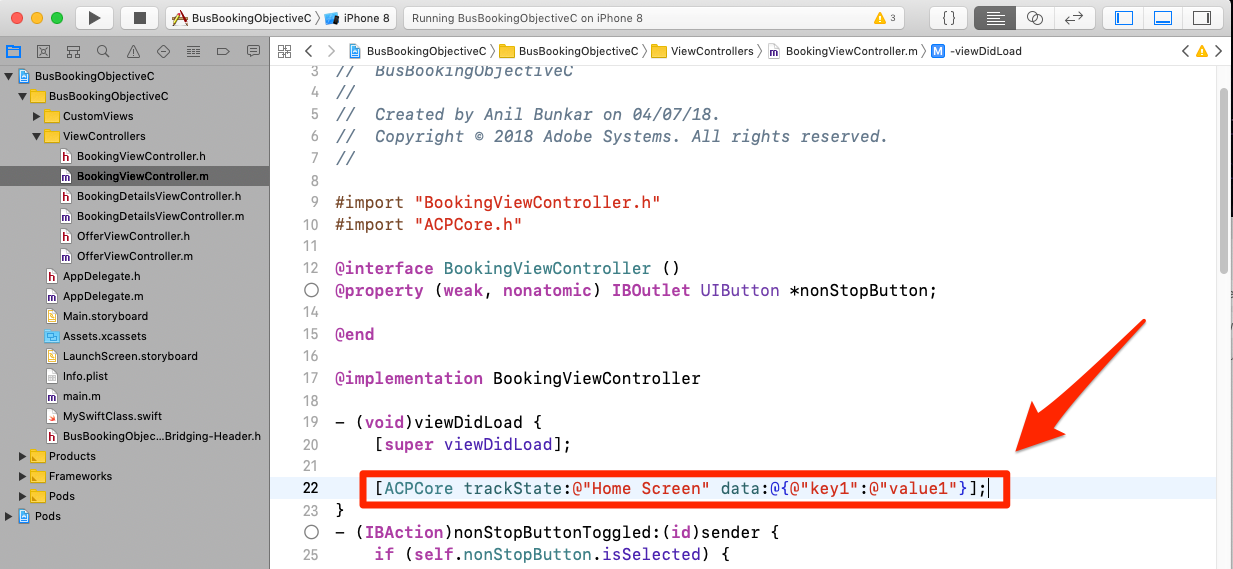 BusBookingObjectiveC 〉 iPhone 8
Running BusBookingObjectiveC on iPhone 8
3
{ }
BusBookingObjectiveC 〉 BusBookingObjectiveC 〉 ViewControllers 〉 m BookingViewController.m 〉 M -viewDidLoad
BusBookingObjectiveC
BusBookingObjectiveC
CustomViews
ViewControllers
h BookingViewController.h
m BookingViewController.m
h BookingDetailsViewController.h
m BookingDetailsViewController.m
h OfferViewController.h
m OfferViewController.m
h AppDelegate.h
m AppDelegate.m
Main.storyboard
Assets.xcassets
LaunchScreen.storyboard
Info.plist
m main.m
MySwiftClass.swift
h BusBookingObjec...Bridging-Header.h
Products
Frameworks
Pods
Pods
3 //  BusBookingObjectiveC
4 //
5 //  Created by Anil Bunkar on 04/07/18.
6 //  Copyright © 2018 Adobe Systems. All rights reserved.
7 //
8
9 #import "BookingViewController.h"
10 #import "ACPCore.h"
11
12 @interface BookingViewController ()
@property (weak, nonatomic) IBOutlet UIButton *nonStopButton;
14
15 @end
16
17 @implementation BookingViewController
18
19 - (void)viewDidLoad {
20     [super viewDidLoad];
21
22     [ACPCore trackState:@"Home Screen" data:@{@"key1":@"value1"}];
23 }
- (IBAction)nonStopButtonToggled:(id)sender {
25     if (self.nonStopButton.isSelected) {